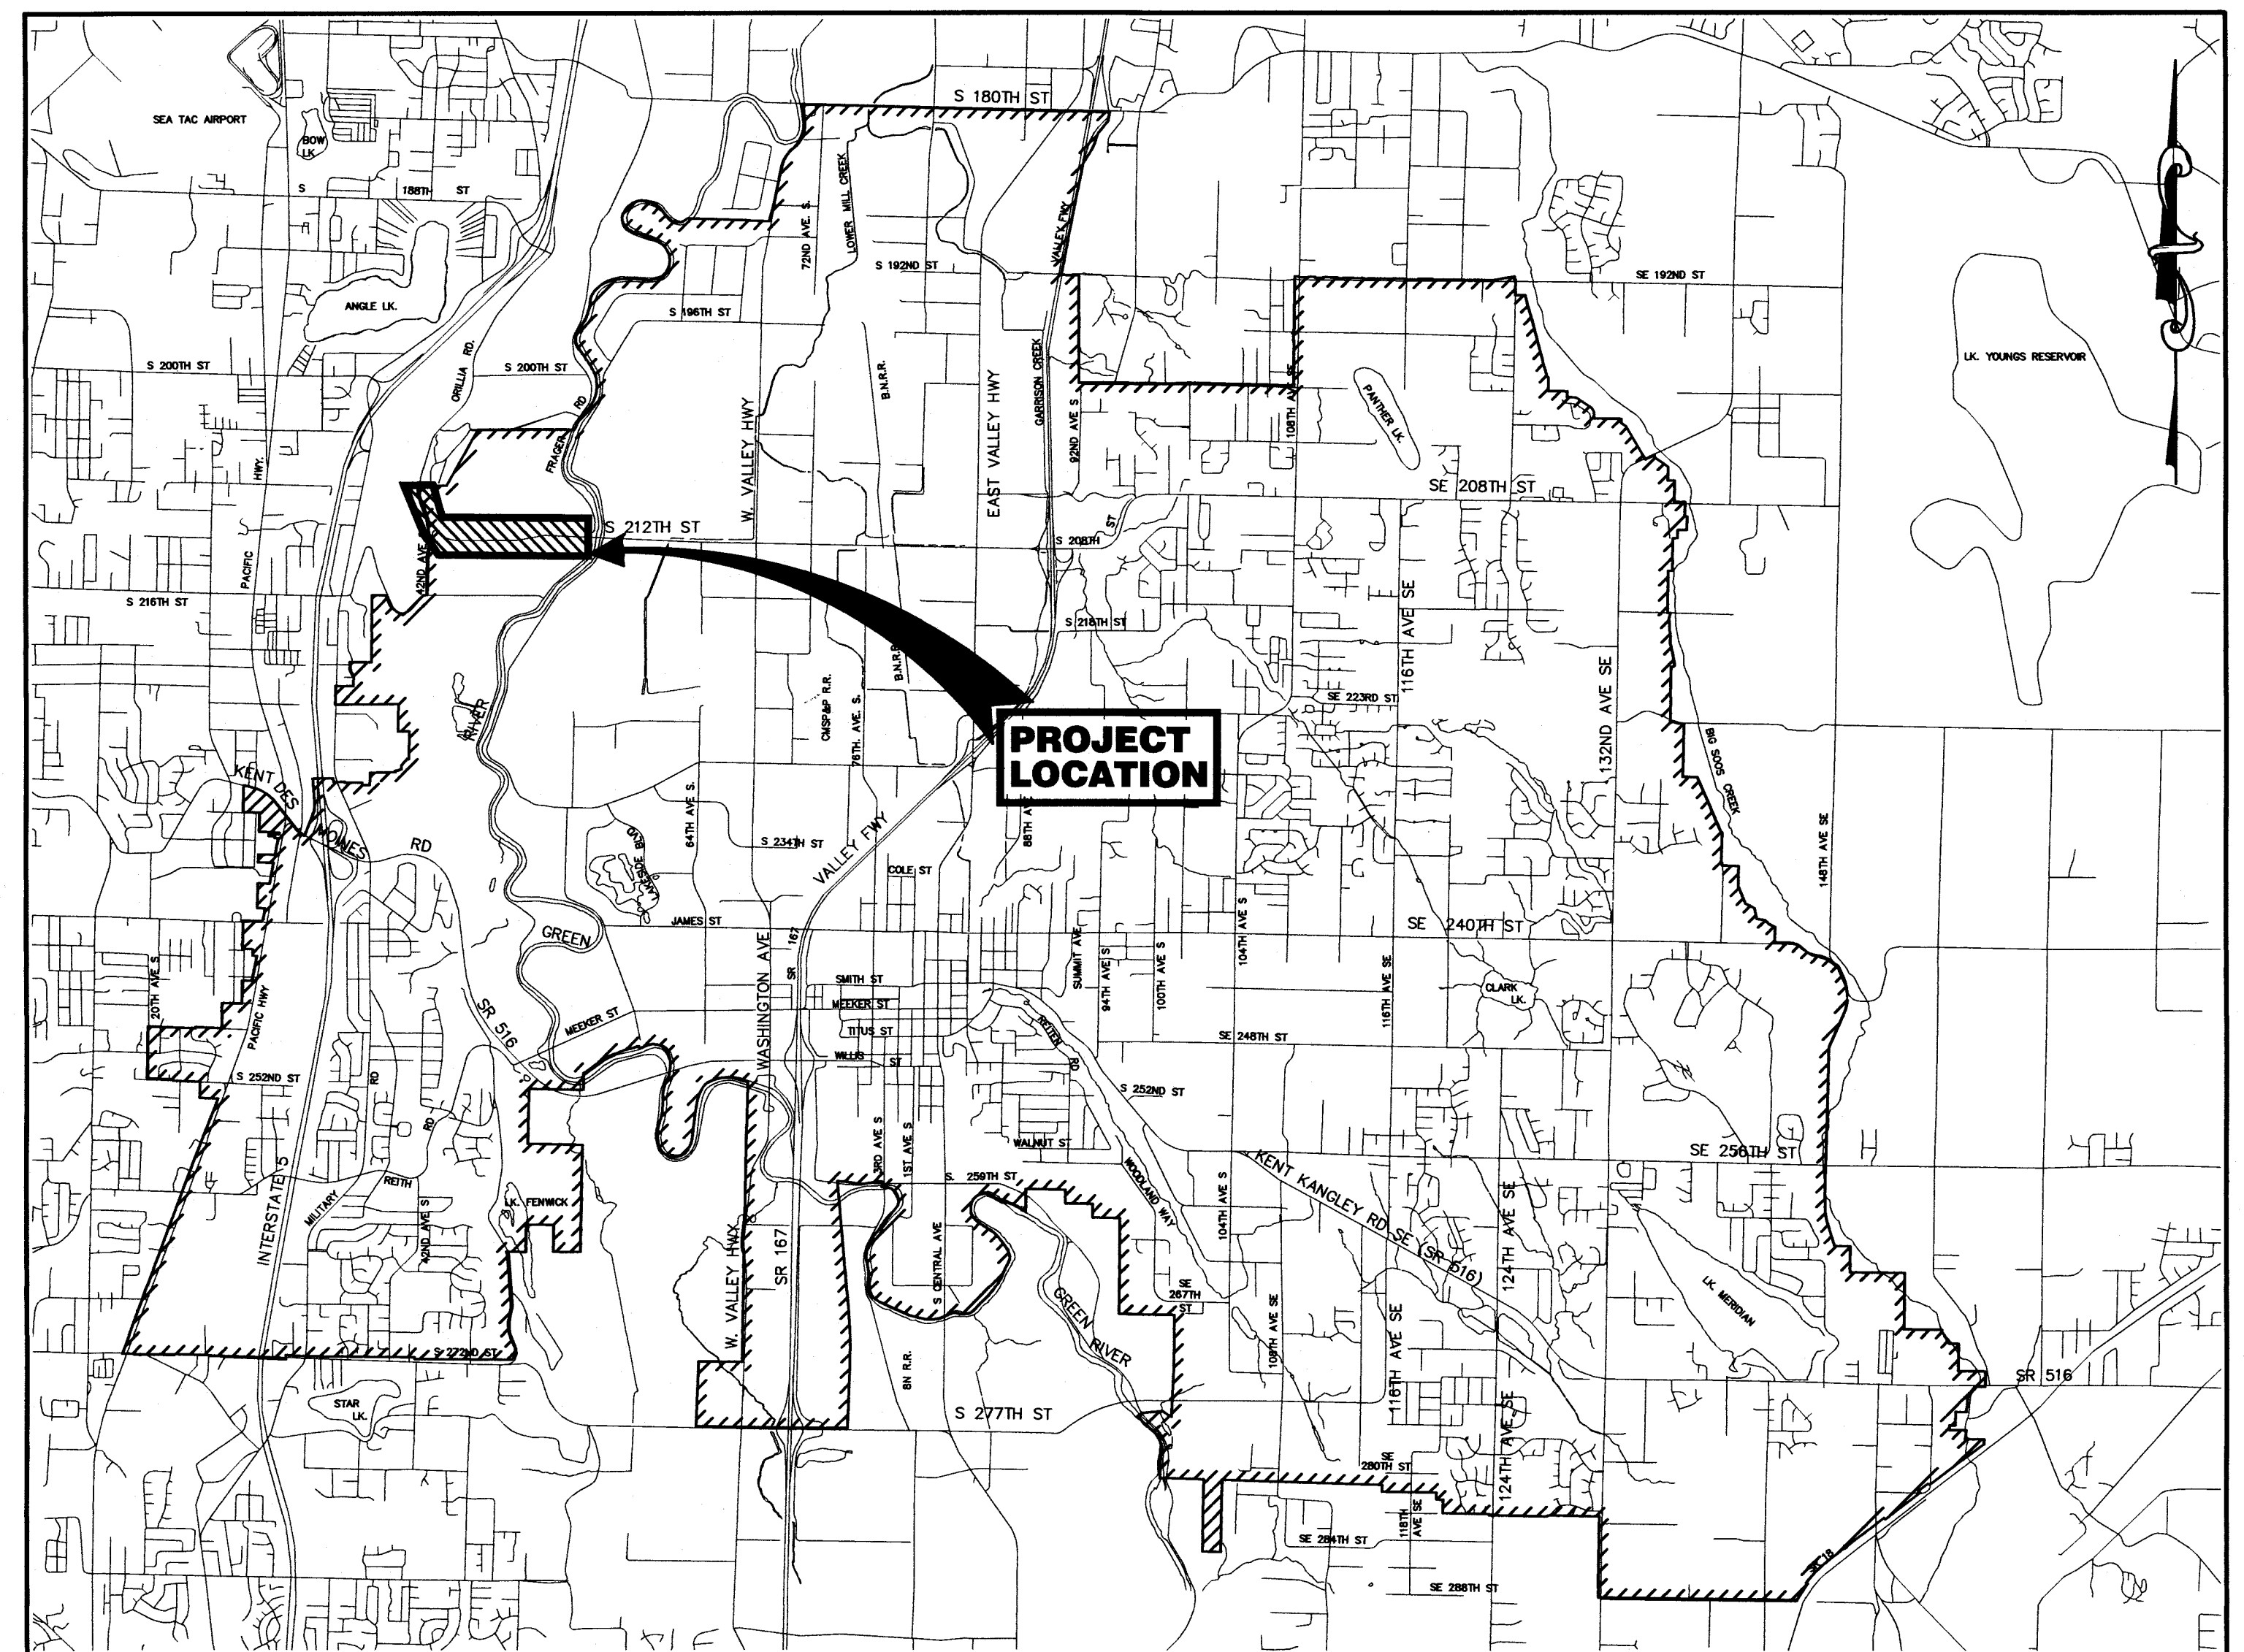 S 180TH ST
SEA TAC AIRPORT
BOW
LK
S 188TH ST
72ND AVE. S.
LOWER MILL CREEK
VALLEY FWY
S 192ND ST
SE 192ND ST
ANGLE LK.
S 196TH ST
LK. YOUNGS RESERVOIR
S 200TH ST
ORILLIA RD.
S 200TH ST
B.N.R.R.
GARRISON CREEK
EAST VALLEY HWY
92ND AVE S
108TH AVE SE
PANTHER LK.
FRAGER RD
W. VALLEY HWY
PACIFIC HWY.
SE 208TH ST
S 212TH ST
S 208TH ST
42ND AVE S
S 216TH ST
S 218TH ST
116TH AVE SE
132ND AVE SE
B.N.R.R.
CMSP&P R.R.
76TH. AVE. S.
SE 223RD ST
RIVER
PROJECT
LOCATION
BIG SOOS CREEK
KENT DES
MOINES
RD
64TH AVE S.
S 234TH ST
VALLEY FWY
88TH AVE
LAKESIDE BLVD
COLE ST
148TH AVE SE
JAMES ST
GREEN
SE 240TH ST
104TH AVE S
SUMMIT AVE
94TH AVE S
100TH AVE S
116TH AVE SE
20TH AVE S
PACIFIC HWY
WASHINGTON AVE
SR 167
SMITH ST
MEEKER ST
TITUS ST
WILLIS ST
CLARK
LK.
SR 516
MEEKER ST
REITEN RD
SE 248TH ST
S 252ND ST
S 252ND ST
RD
RD
3RD AVE S
1ST AVE S
WALNUT ST
SE 256TH ST
S. 259TH ST
INTERSTATE 5
MILITARY
REITH
42ND AVE S
LK. FENWICK
WOODLAND WAY
104TH AVE S
KENT KANGLEY RD SE (SR 516)
124TH AVE SE
W. VALLEY HWY
SR 167
S CENTRAL AVE
SE
267TH
ST
LK. MERIDIAN
GREEN RIVER
108TH AVE SE
116TH AVE SE
S 272ND ST
BN R.R.
SR 516
STAR
LK.
S 277TH ST
124TH AVE SE
SE
280TH ST
118TH
AVE SE
SE 284TH ST
SE 288TH ST